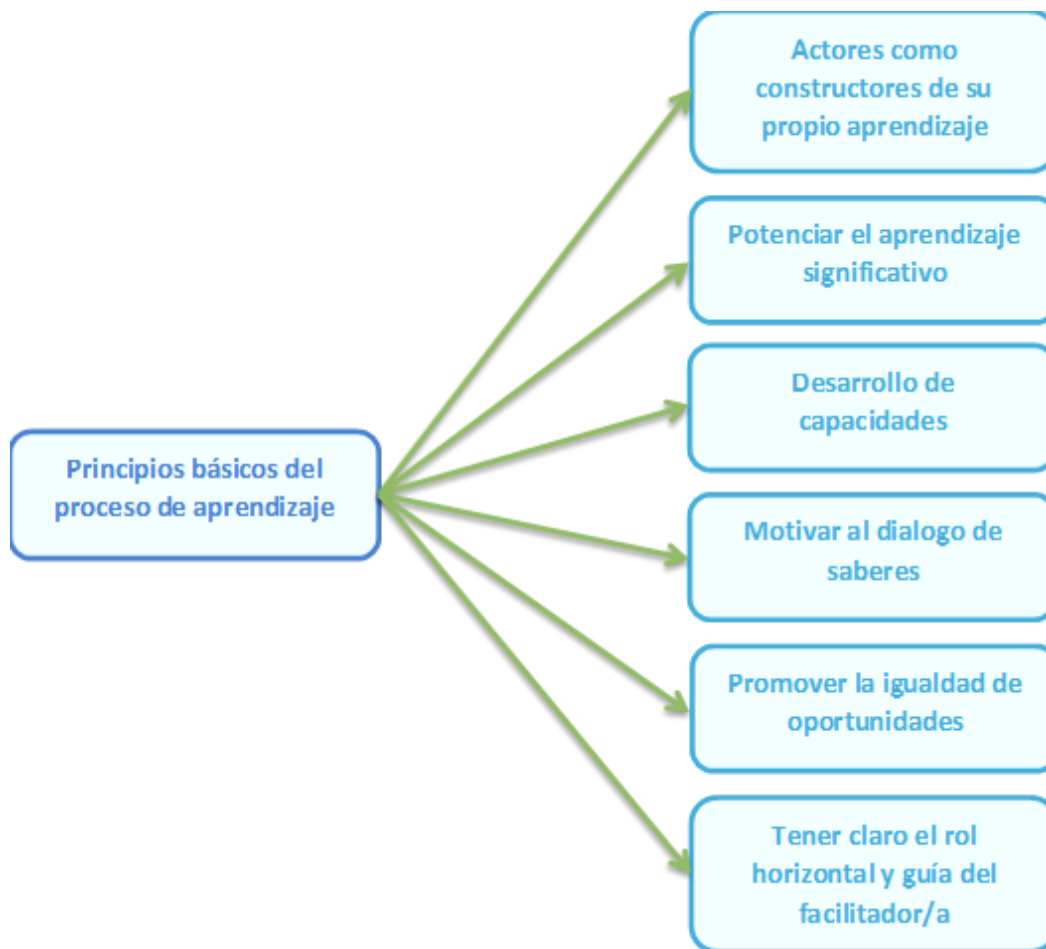 Actores como
constructores de su
propio aprendizaje
Potenciar el aprendizaje
significativo
Desarrollo de
capacidades
Principios básicos del
proceso de aprendizaje
Motivar al dialogo de
saberes
Promover la igualdad de
oportunidades
Tener claro el rol
horizontal y guía del
facilitador/a